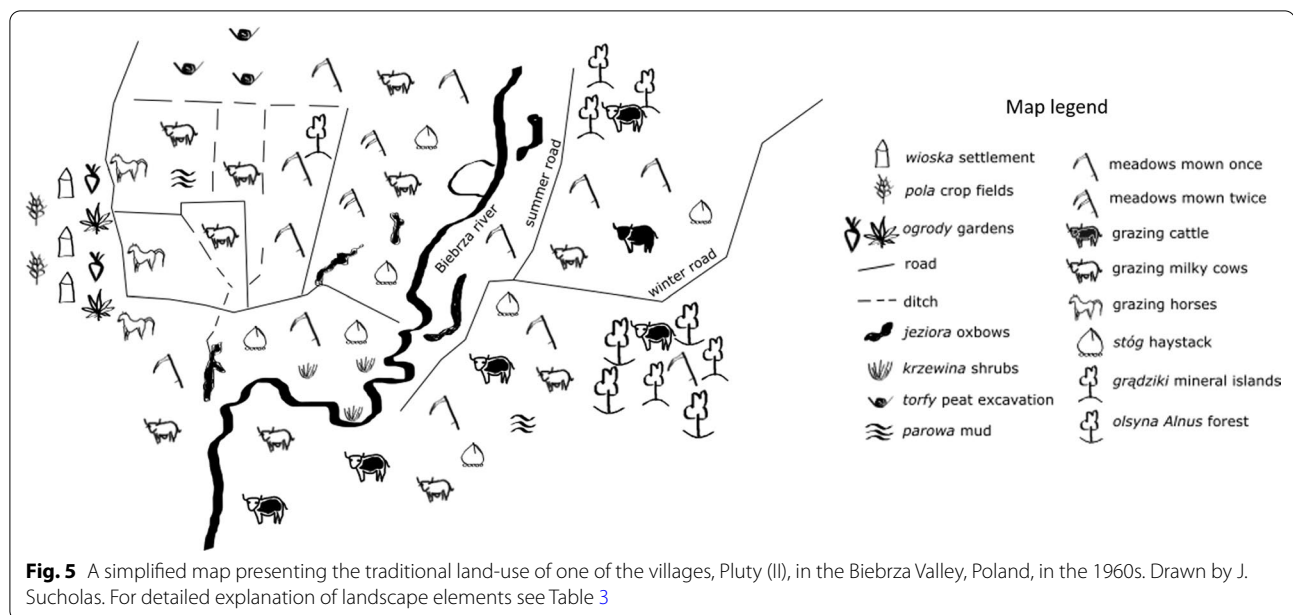 Biebrza river
summer road
winter road
Map legend
wioska settlement
pola crop fields
ogrody gardens
road
ditch
jeziora oxbows
krzewina shrubs
torfy peat excavation
parowa mud
meadows mown once
meadows mown twice
grazing cattle
grazing milky cows
grazing horses
stóg haystack
grądziki mineral islands
olsyna Alnus forest
Fig. 5 A simplified map presenting the traditional land-use of one of the villages, Pluty (II), in the Biebrza Valley, Poland, in the 1960s. Drawn by J.
Sucholas. For detailed explanation of landscape elements see Table 3